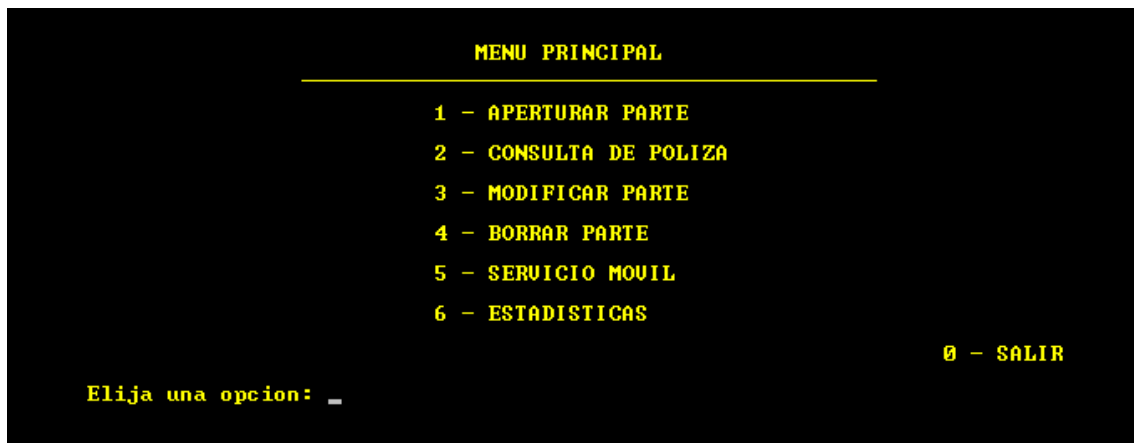 MENU PRINCIPAL
1 - APERTURAR PARTE
2 - CONSULTA DE POLIZA
3 - MODIFICAR PARTE
4 - BORRAR PARTE
5 - SERVICIO MOVIL
6 - ESTADISTICAS
0 - SALIR
Elija una opcion: _